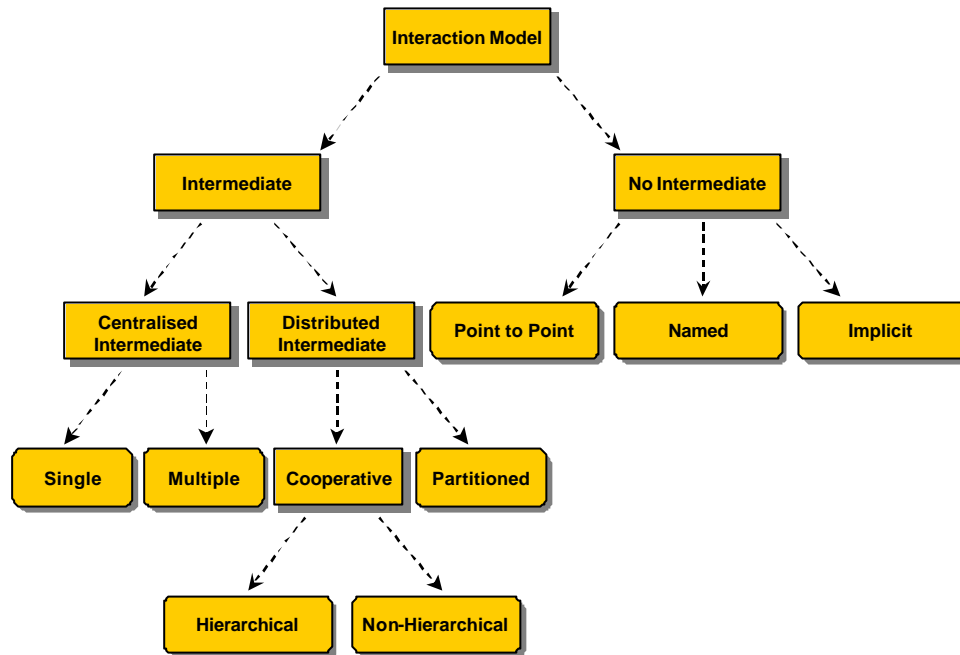 Interaction Model
Intermediate
No Intermediate
Centralised
Intermediate
Distributed
Intermediate
Point to Point
Named
Implicit
Single
Multiple
Cooperative
Partitioned
Hierarchical
Non-Hierarchical